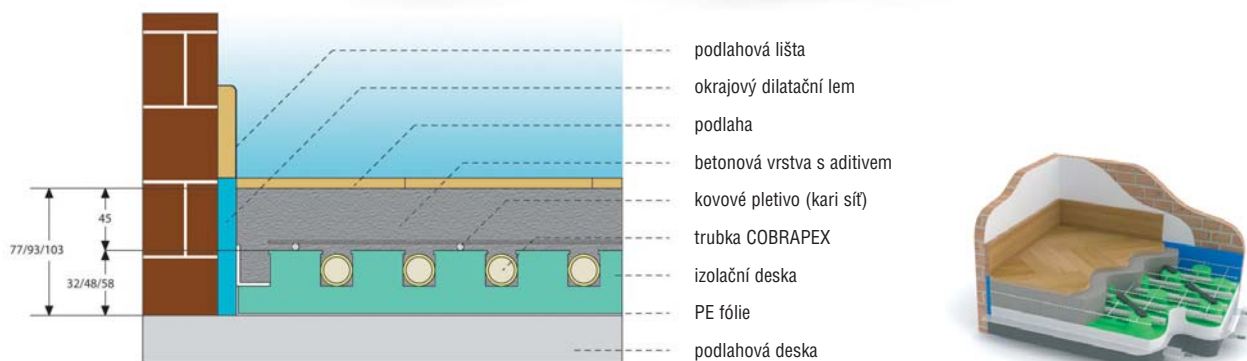 podlahová lišta
okrajový dilatační lem
podlaha
betonová vrstva s aditivem
kovové pletivo (kari síť)
trubka COBRAPEX
izolační deska
PE fólie
podlahová deska
45
77/93/103
32/48/58